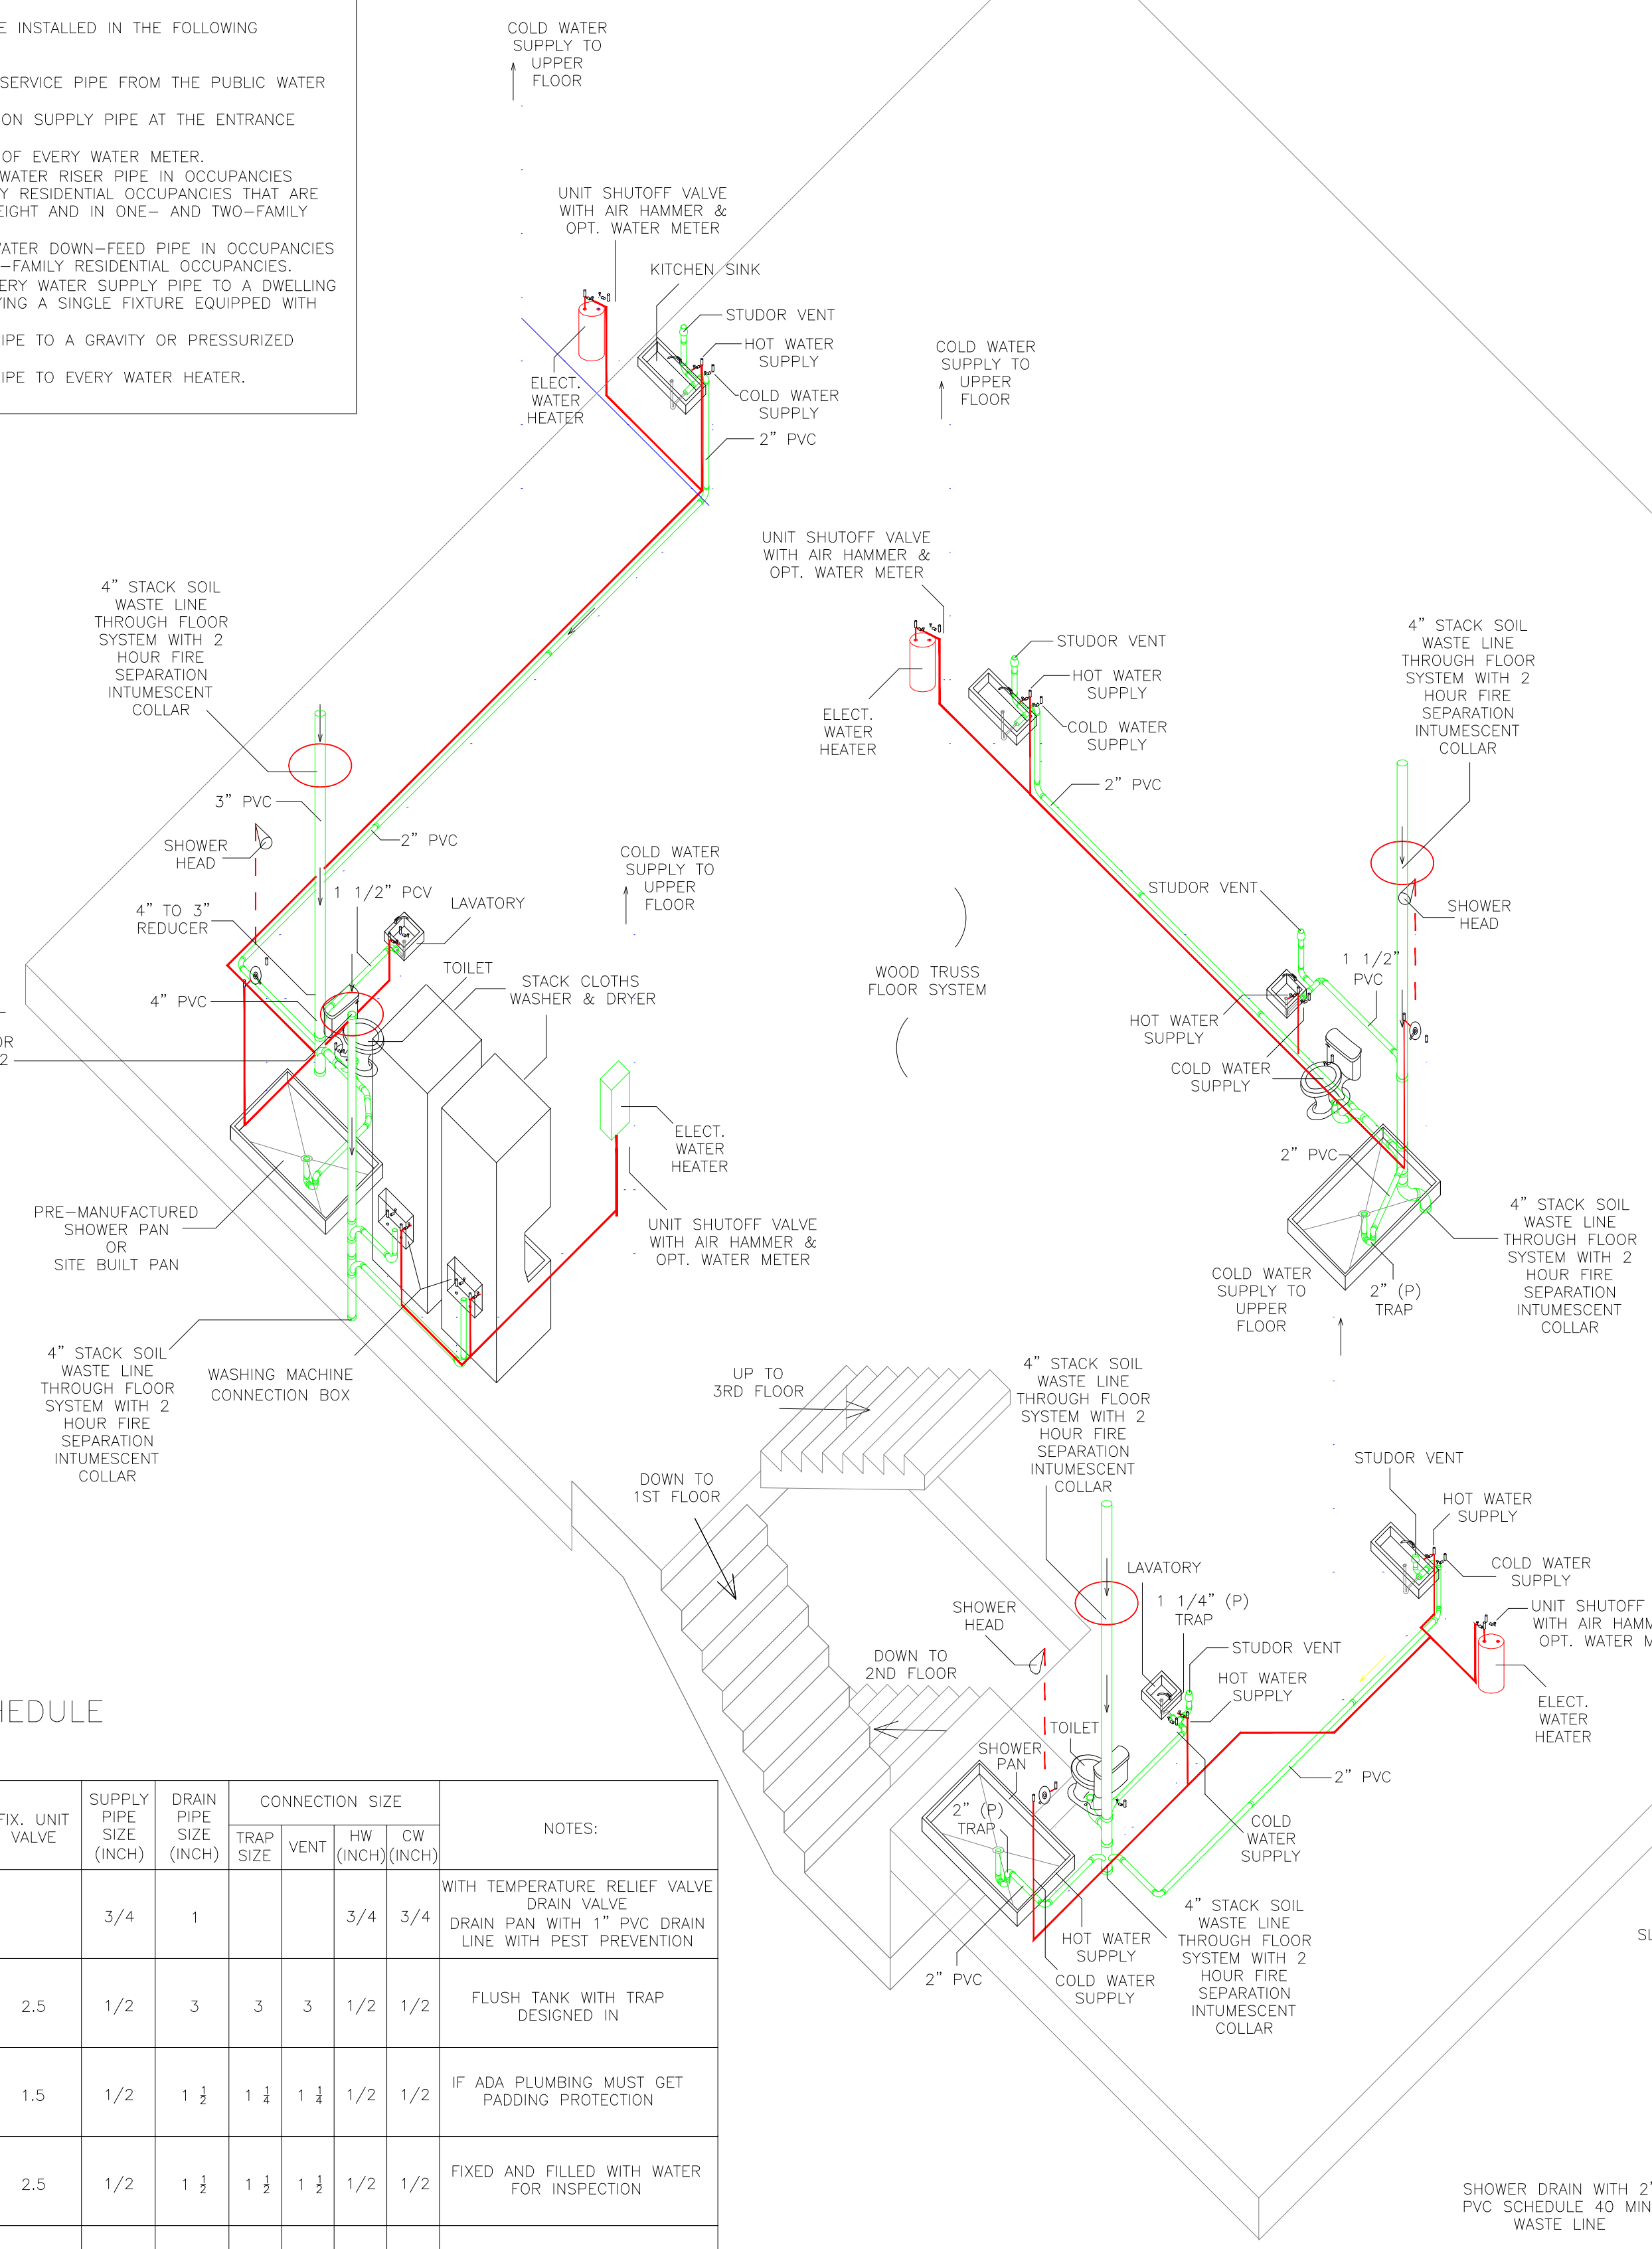 E INSTALLED IN THE FOLLOWING
SERVICE PIPE FROM THE PUBLIC WATER
ON SUPPLY PIPE AT THE ENTRANCE
OF EVERY WATER METER.
WATER RISER PIPE IN OCCUPANCIES
Y RESIDENTIAL OCCUPANCIES THAT ARE
EIGHT AND IN ONE- AND TWO-FAMILY
WATER DOWN-FEED PIPE IN OCCUPANCIES
-FAMILY RESIDENTIAL OCCUPANCIES.
ERY WATER SUPPLY PIPE TO A DWELLING
YING A SINGLE FIXTURE EQUIPPED WITH
IPE TO A GRAVITY OR PRESSURIZED
IPE TO EVERY WATER HEATER.
COLD WATER
SUPPLY TO
UPPER
FLOOR
UNIT SHUTOFF VALVE
WITH AIR HAMMER &
OPT. WATER METER
KITCHEN SINK
STUDOR VENT
HOT WATER
SUPPLY
COLD WATER
SUPPLY
2" PVC
ELECT.
WATER
HEATER
COLD WATER
SUPPLY TO
UPPER
FLOOR
UNIT SHUTOFF VALVE
WITH AIR HAMMER &
OPT. WATER METER
STUDOR VENT
HOT WATER
SUPPLY
COLD WATER
SUPPLY
2" PVC
ELECT.
WATER
HEATER
4" STACK SOIL
WASTE LINE
THROUGH FLOOR
SYSTEM WITH 2
HOUR FIRE
SEPARATION
INTUMESCENT
COLLAR
4" STACK SOIL
WASTE LINE
THROUGH FLOOR
SYSTEM WITH 2
HOUR FIRE
SEPARATION
INTUMESCENT
COLLAR
3" PVC
SHOWER
HEAD
2" PVC
1 1/2" PCV
4" TO 3"
REDUCER
LAVATORY
TOILET
4" PVC
STACK CLOTHS
WASHER & DRYER
OR
2
COLD WATER
SUPPLY TO
UPPER
FLOOR
ELECT.
WATER
HEATER
UNIT SHUTOFF VALVE
WITH AIR HAMMER &
OPT. WATER METER
PRE-MANUFACTURED
SHOWER PAN
OR
SITE BUILT PAN
WASHING MACHINE
CONNECTION BOX
4" STACK SOIL
WASTE LINE
THROUGH FLOOR
SYSTEM WITH 2
HOUR FIRE
SEPARATION
INTUMESCENT
COLLAR
WOOD TRUSS
FLOOR SYSTEM
STUDOR VENT
SHOWER
HEAD
1 1/2"
PVC
HOT WATER
SUPPLY
COLD WATER
SUPPLY
2" PVC
2" (P)
TRAP
4" STACK SOIL
WASTE LINE
THROUGH FLOOR
SYSTEM WITH 2
HOUR FIRE
SEPARATION
INTUMESCENT
COLLAR
COLD WATER
SUPPLY TO
UPPER
FLOOR
UP TO
3RD FLOOR
DOWN TO
1ST FLOOR
DOWN TO
2ND FLOOR
4" STACK SOIL
WASTE LINE
THROUGH FLOOR
SYSTEM WITH 2
HOUR FIRE
SEPARATION
INTUMESCENT
COLLAR
STUDOR VENT
HOT WATER
SUPPLY
COLD WATER
SUPPLY
UNIT SHUTOFF
WITH AIR HAMM
OPT. WATER M
ELECT.
WATER
HEATER
LAVATORY
1 1/4" (P)
TRAP
STUDOR VENT
HOT WATER
SUPPLY
SHOWER
HEAD
TOILET
SHOWER
PAN
2" (P)
TRAP
2" PVC
COLD
WATER
SUPPLY
2" PVC
HOT WATER
SUPPLY
COLD WATER
SUPPLY
4" STACK SOIL
WASTE LINE
THROUGH FLOOR
SYSTEM WITH 2
HOUR FIRE
SEPARATION
INTUMESCENT
COLLAR
SL
SHOWER DRAIN WITH 2"
PVC SCHEDULE 40 MIN
WASTE LINE
HEDULE
FIX. UNIT
VALVE
SUPPLY
PIPE
SIZE
(INCH)
DRAIN
PIPE
SIZE
(INCH)
CONNECTION SIZE
TRAP
SIZE
VENT
HW
(INCH)
CW
(INCH)
NOTES:
3/4 1 3/4 3/4
WITH TEMPERATURE RELIEF VALVE
DRAIN VALVE
DRAIN PAN WITH 1" PVC DRAIN
LINE WITH PEST PREVENTION
2.5 1/2 3 3 3 1/2 1/2
FLUSH TANK WITH TRAP
DESIGNED IN
1.5 1/2 1 1/2 1 1/4 1 1/4 1/2 1/2
IF ADA PLUMBING MUST GET
PADDING PROTECTION
2.5 1/2 1 1/2 1 1/2 1 1/2 1/2 1/2
FIXED AND FILLED WITH WATER
FOR INSPECTION